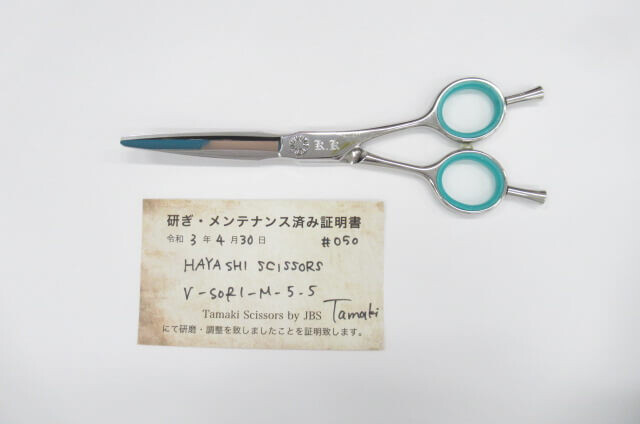 K.K
研ぎ・メンテナンス済み証明書
令和 3 年 4 月 30 日 #050
HAYASHI SCISSORS
V-SORI-M-5.5
Tamaki Scissors by JBS Tamaki
にて研磨・調整を致しましたことを証明致します。